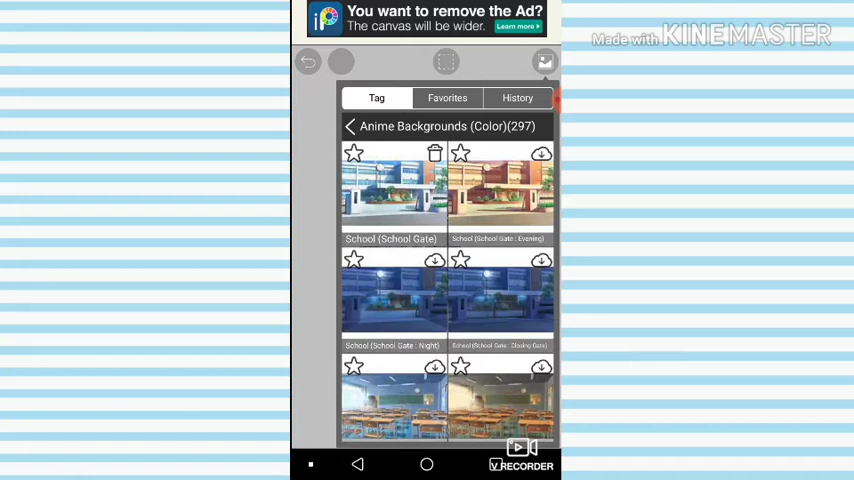 You want to remove the Ad?
The canvas will be wider.
Learn more
iP
Made with KINEMASTER
Tag
Favorites
History
Anime Backgrounds (Color)(297)
School (School Gate)
School (School Gate : Evening)
School (School Gate : Night)
School (School Gate : Closing Gate)
V RECORDER